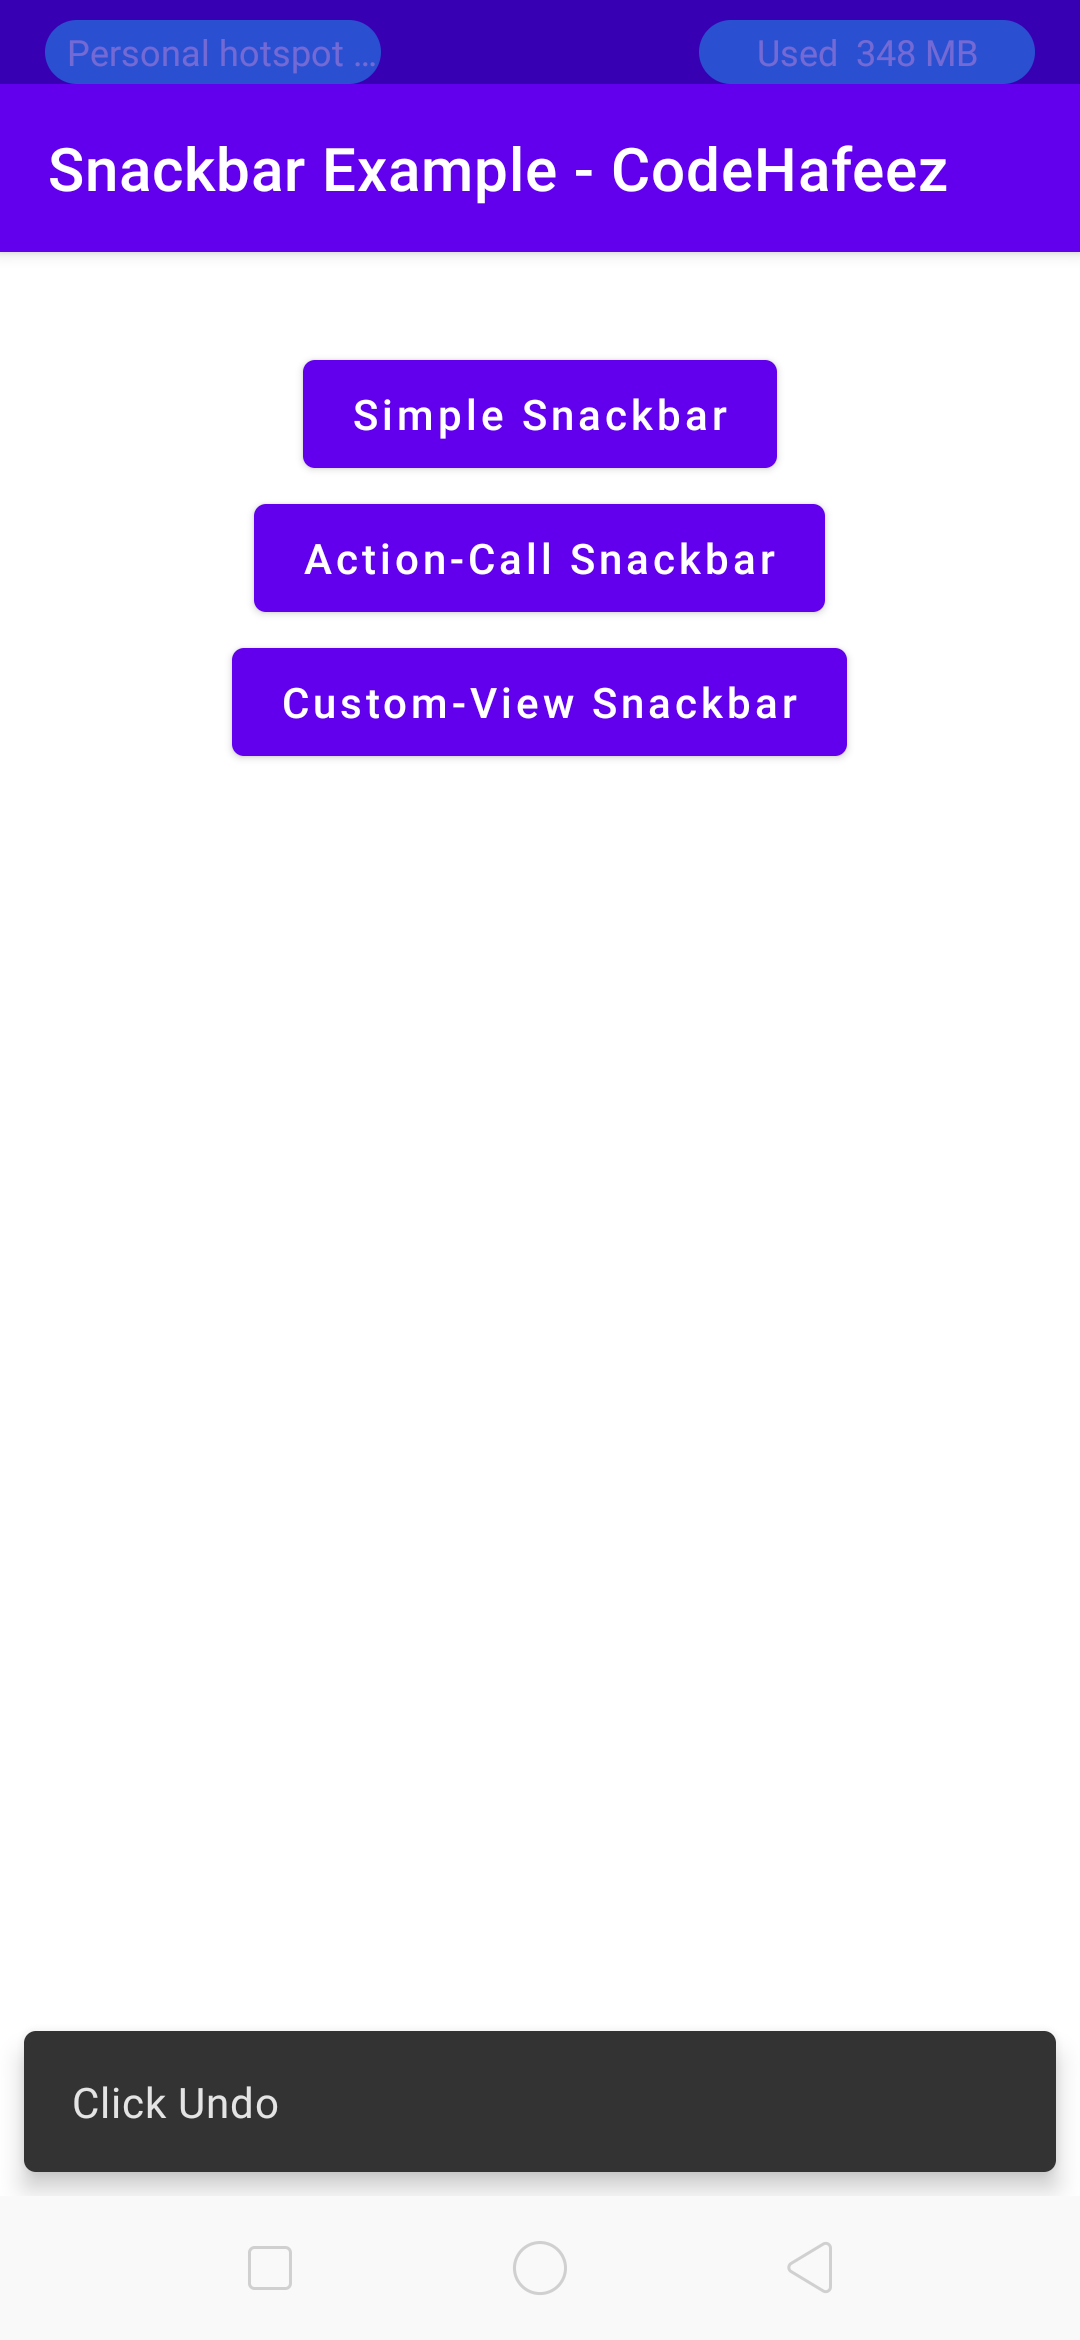 Personal hotspot ... Used 348 MB
Snackbar Example - CodeHafeez
Simple Snackbar
Action-Call Snackbar
Custom-View Snackbar
Click Undo